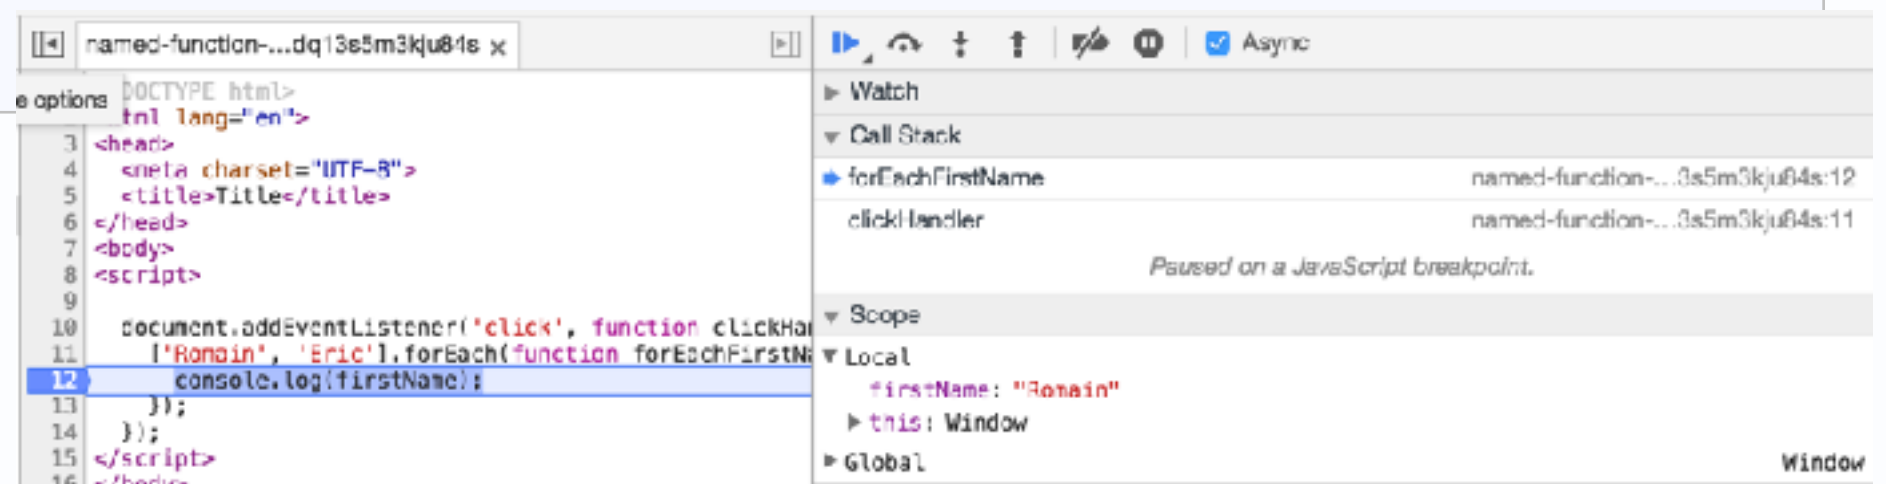 named-function-...dq13s5m3kju84s x
Async
e options
DOCTYPE html>
tml lang="en">
3 <head>
4 <meta charset="UTF-8">
5 <title>Title</title>
6 </head>
7 <body>
8 <script>
9
10 document.addEventListener('click', function clickHan
11 ['Romain', 'Eric'].forEach(function forEachFirstNa
12 console.log(firstName);
13 });
14 });
15 </script>
16 </body>
Watch
Call Stack
forEachFirstName named-function-...3s5m3kju84s:12
clickHandler named-function-...3s5m3kju84s:11
Paused on a JavaScript breakpoint.
Scope
Local
firstName: "Romain"
this: Window
Global Window